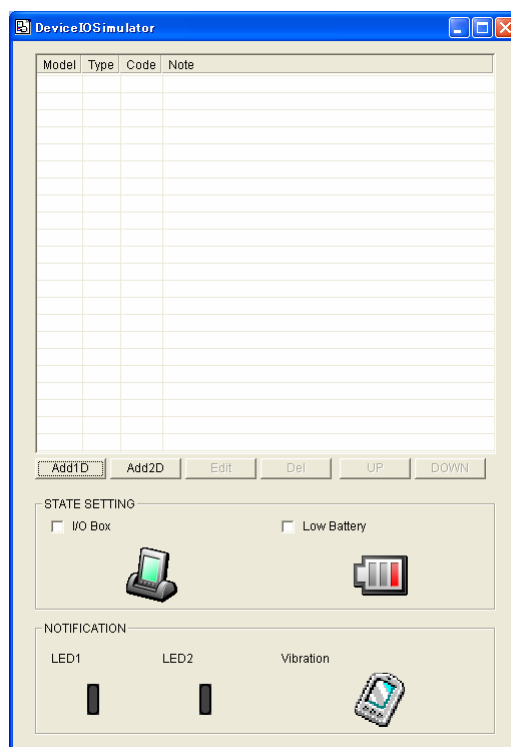 DeviceIOSimulator
Model Type Code Note
Add1D Add2D Edit Del UP DOWN
STATE SETTING
I/O Box Low Battery
NOTIFICATION
LED1 LED2 Vibration